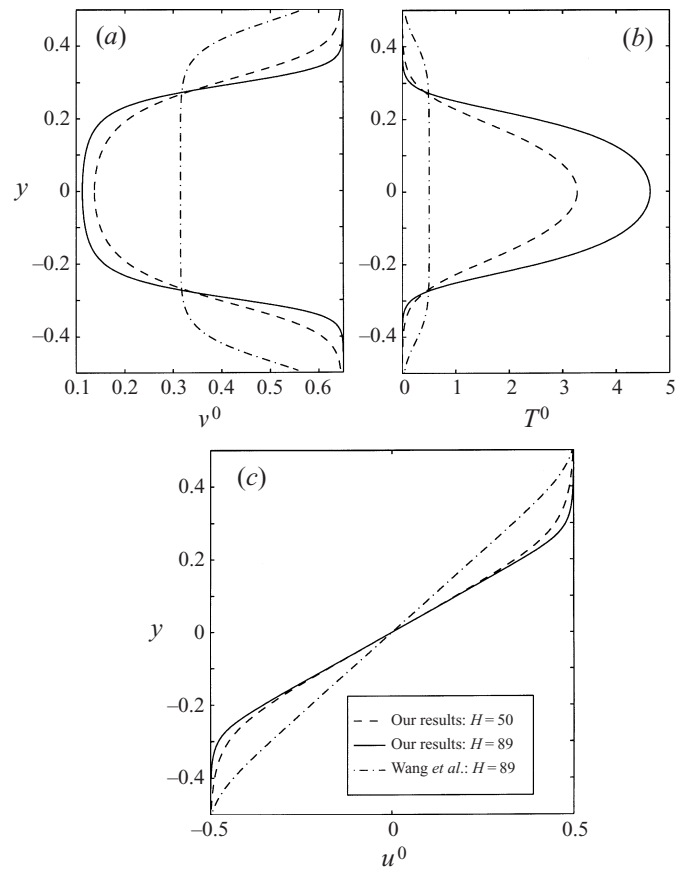 (a)
(b)
0.4
0.2
y
0
–0.2
–0.4
0.1
0.2
0.3
0.4
0.5
0.6
ν⁰
0.4
0.2
0
–0.2
–0.4
0
1
2
3
4
5
T⁰
(c)
0.4
0.2
y
0
–0.2
–0.4
–0.5
0
0.5
u⁰
Our results: H = 50
Our results: H = 89
Wang et al.: H = 89